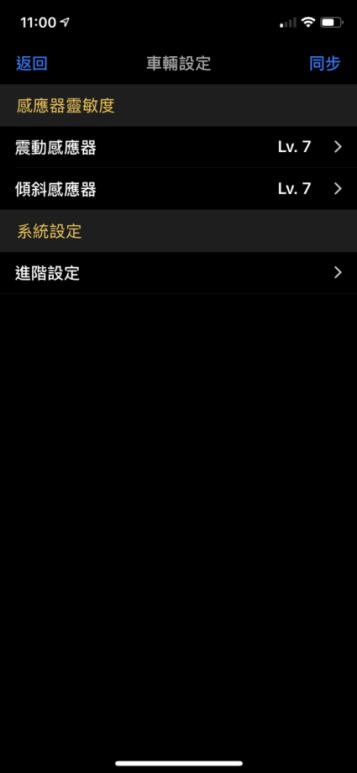 11:00
返回 車輛設定 同步
感應器靈敏度
震動感應器 Lv. 7
傾斜感應器 Lv. 7
系統設定
進階設定